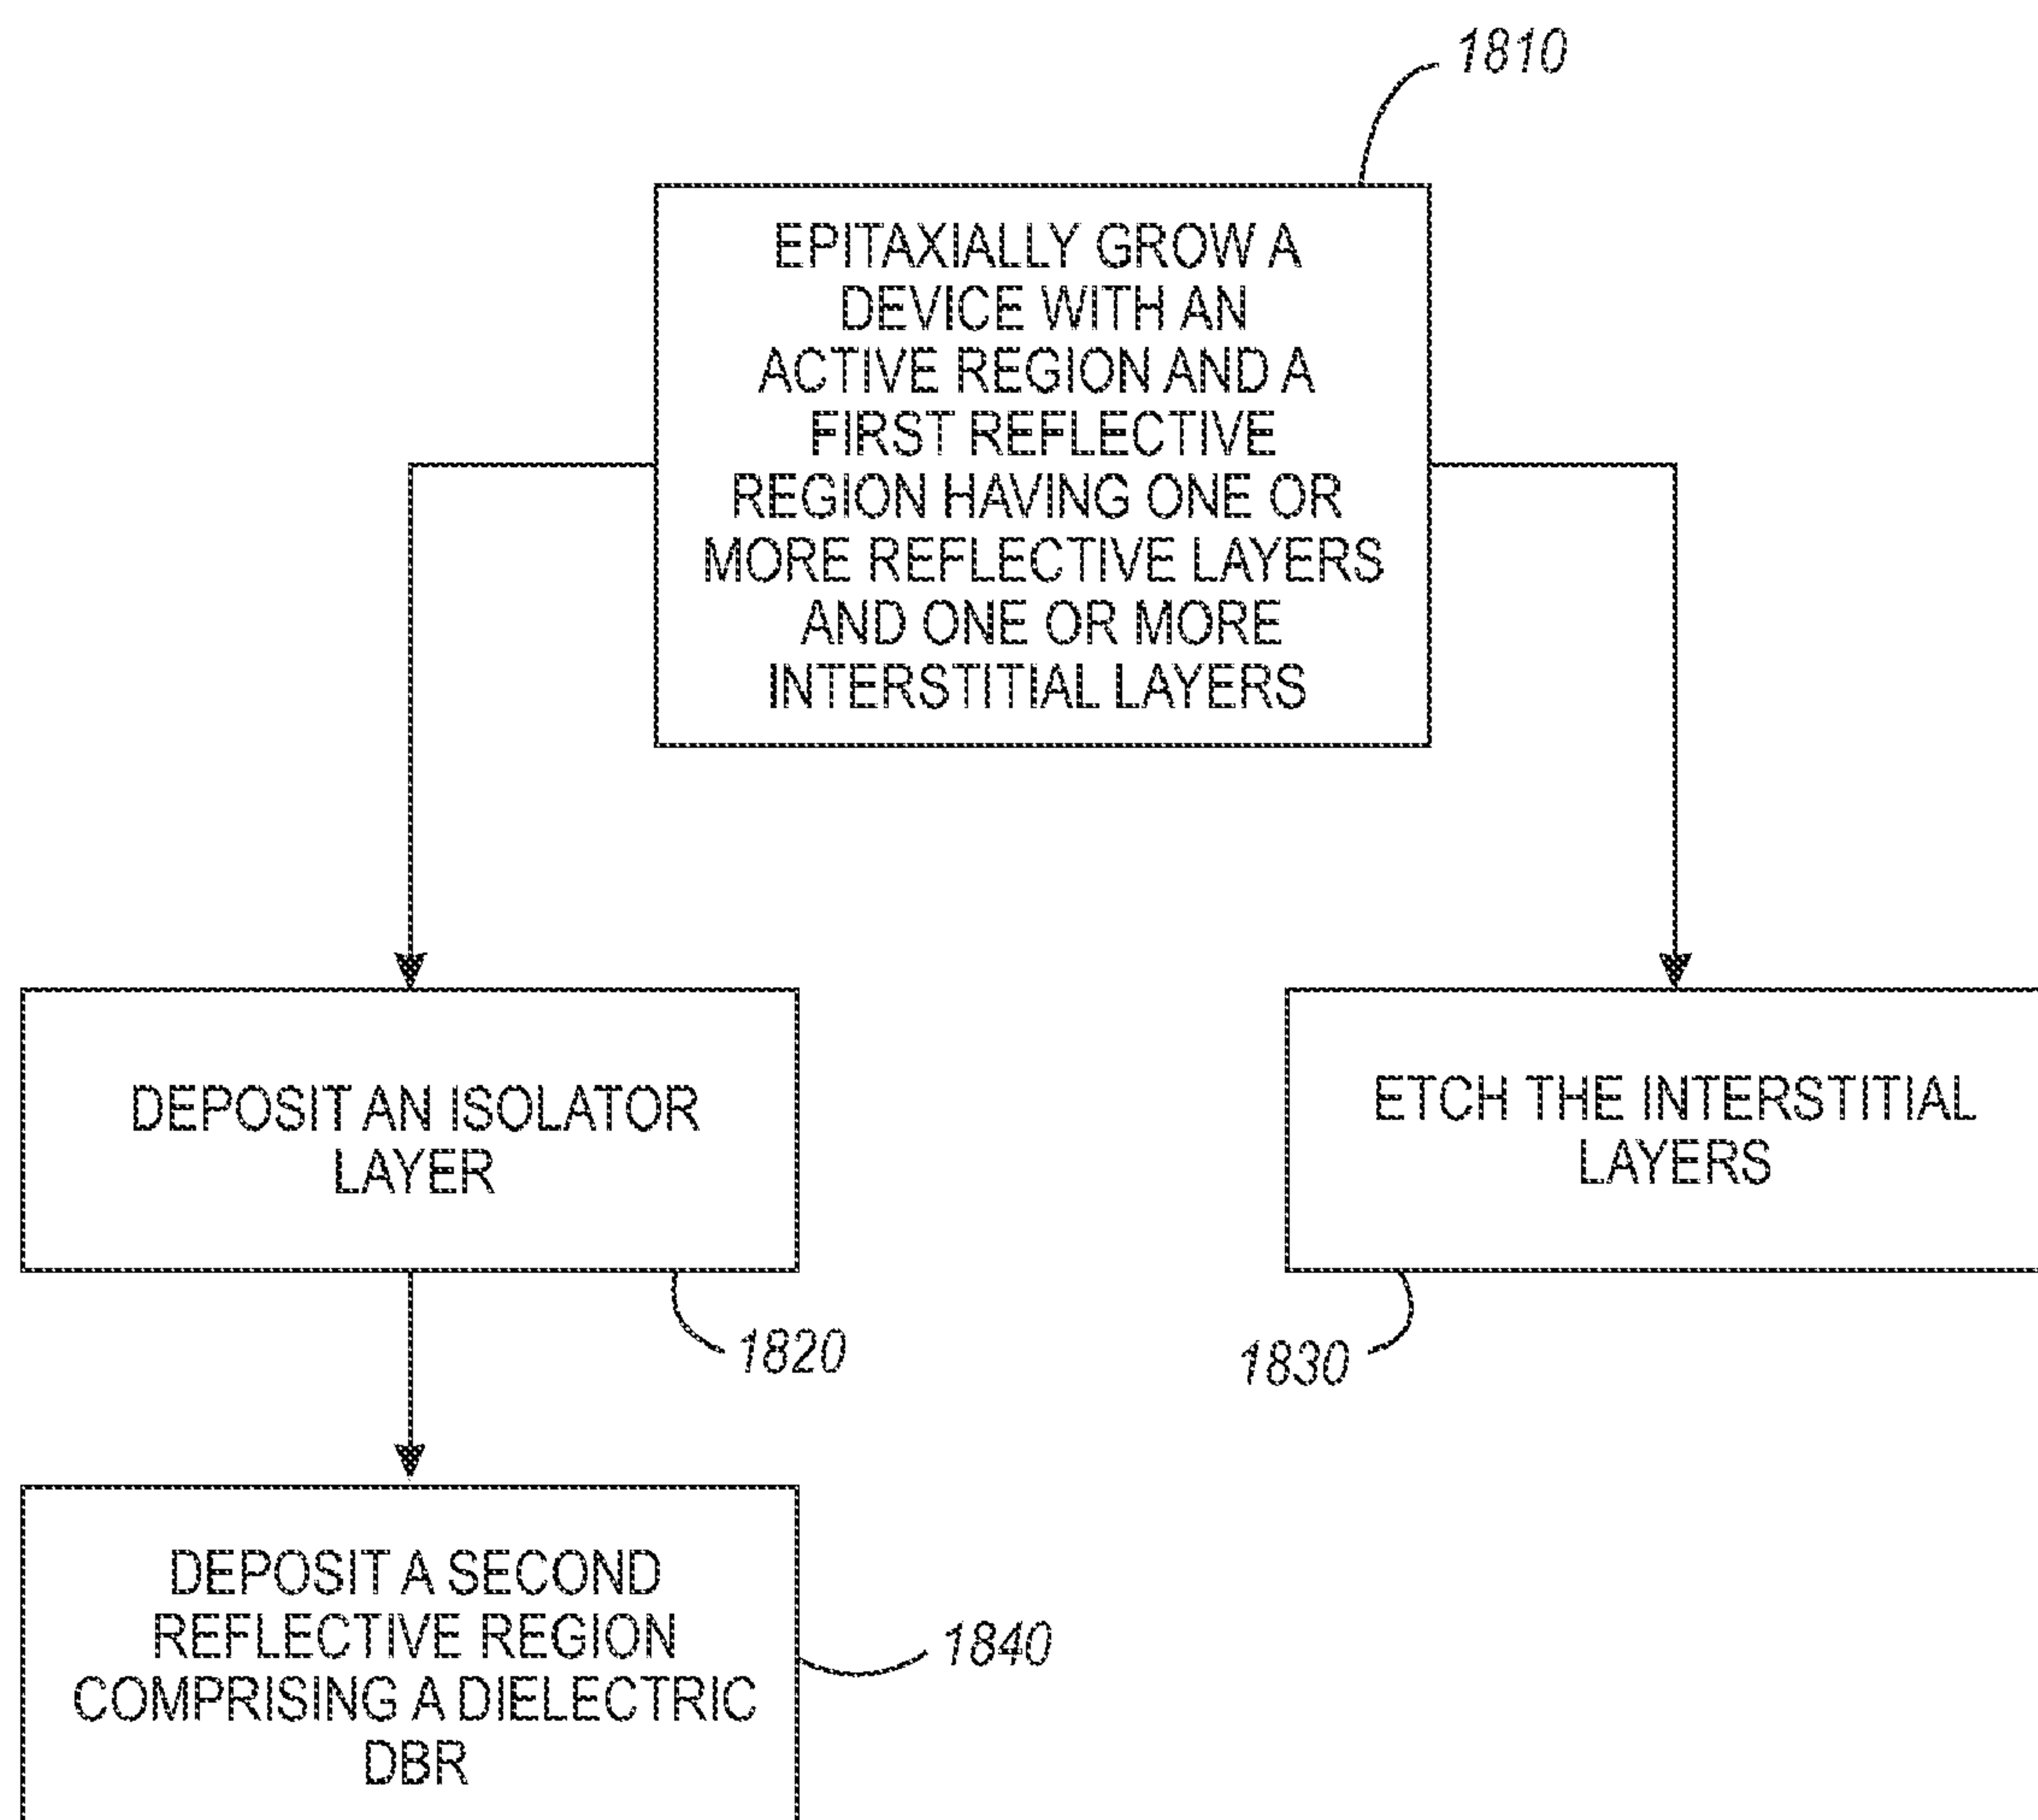 1810
EPITAXIALLY GROW A
DEVICE WITH AN
ACTIVE REGION AND A
FIRST REFLECTIVE
REGION HAVING ONE OR
MORE REFLECTIVE LAYERS
AND ONE OR MORE
INTERSTITIAL LAYERS
DEPOSIT AN ISOLATOR
LAYER
1820
ETCH THE INTERSTITIAL
LAYERS
1830
DEPOSIT A SECOND
REFLECTIVE REGION
COMPRISING A DIELECTRIC
DBR
1840